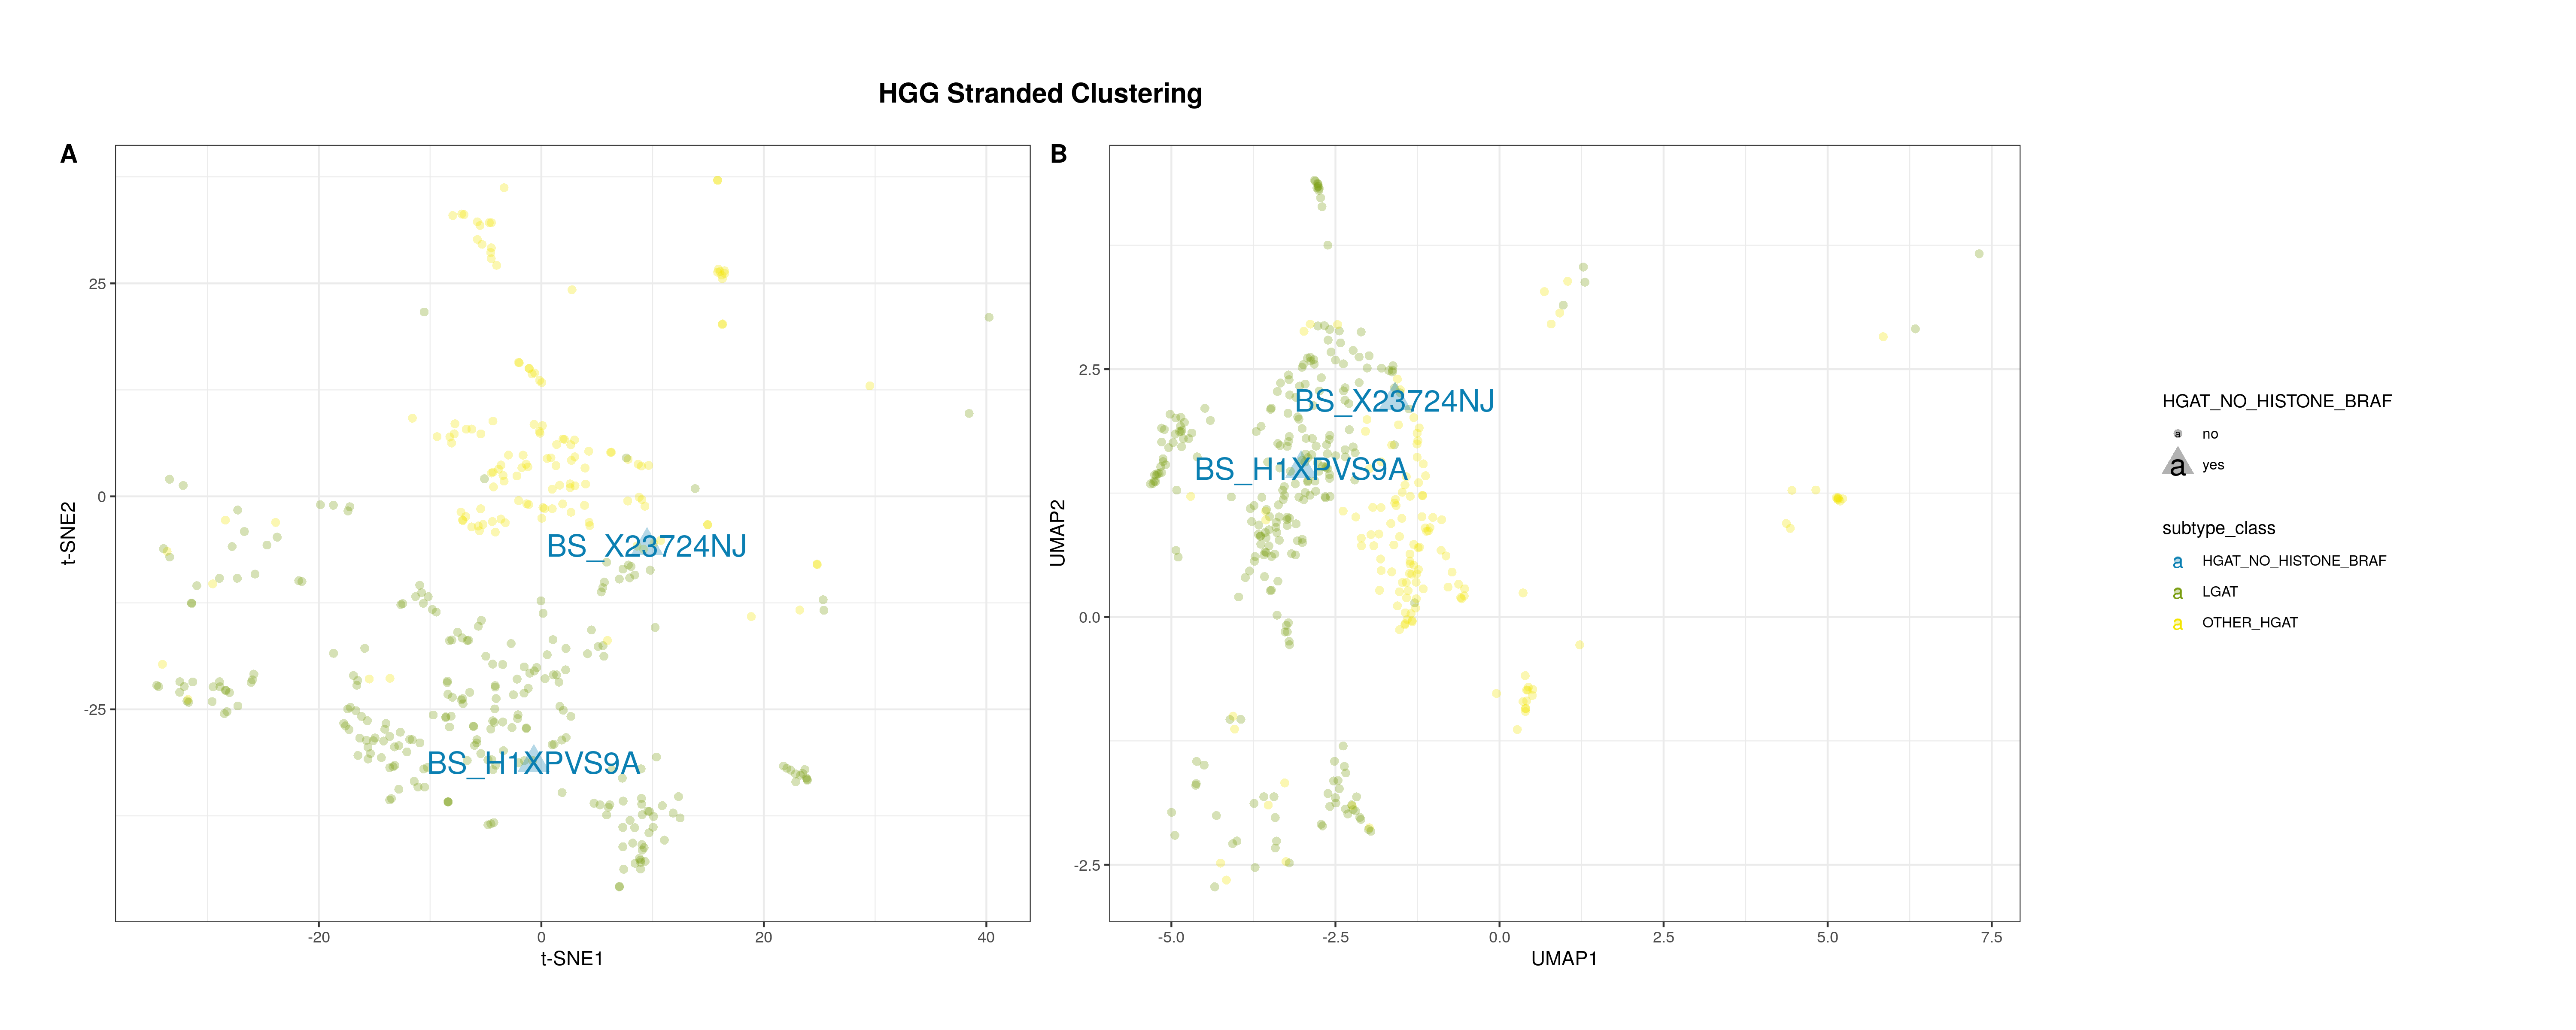 HGG Stranded Clustering
A
B
25
0
-25
t-SNE2
-20
0
20
40
t-SNE1
BS_X23724NJ
BS_H1XPVS9A
2.5
0.0
-2.5
UMAP2
-5.0
-2.5
0.0
2.5
5.0
7.5
UMAP1
BS_X23724NJ
BS_H1XPVS9A
HGAT_NO_HISTONE_BRAF
a no
a yes
subtype_class
a HGAT_NO_HISTONE_BRAF
a LGAT
a OTHER_HGAT